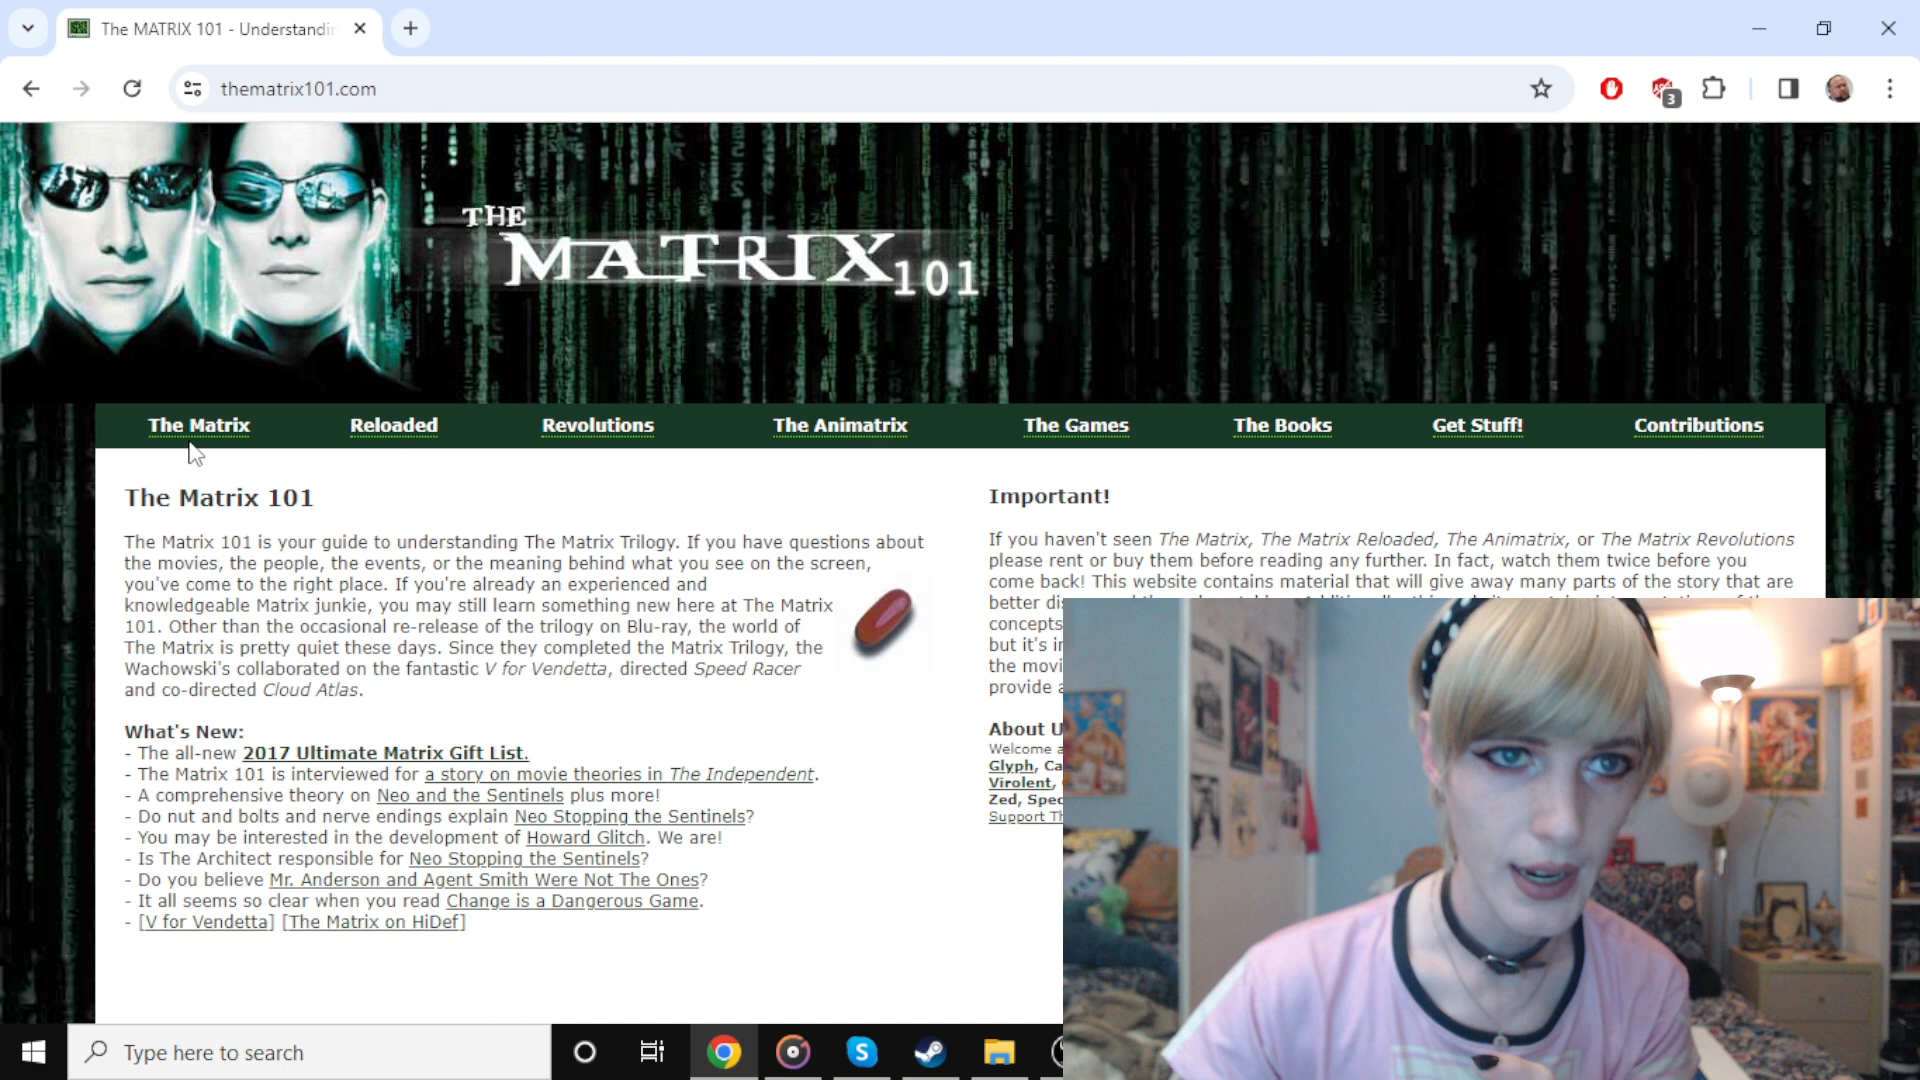 The MATRIX 101 - Understandin
thematrix101.com
3
THE
MATRIX 101
The Matrix
Reloaded
Revolutions
The Animatrix
The Games
The Books
Get Stuff!
Contributions
The Matrix 101
The Matrix 101 is your guide to understanding The Matrix Trilogy. If you have questions about
the movies, the people, the events, or the meaning behind what you see on the screen,
you've come to the right place. If you're already an experienced and
knowledgeable Matrix junkie, you may still learn something new here at The Matrix
101. Other than the occasional re-release of the trilogy on Blu-ray, the world of
The Matrix is pretty quiet these days. Since they completed the Matrix Trilogy, the
Wachowski's collaborated on the fantastic V for Vendetta, directed Speed Racer
and co-directed Cloud Atlas.
What's New:
- The all-new 2017 Ultimate Matrix Gift List.
- The Matrix 101 is interviewed for a story on movie theories in The Independent.
- A comprehensive theory on Neo and the Sentinels plus more!
- Do nut and bolts and nerve endings explain Neo Stopping the Sentinels?
- You may be interested in the development of Howard Glitch. We are!
- Is The Architect responsible for Neo Stopping the Sentinels?
- Do you believe Mr. Anderson and Agent Smith Were Not The Ones?
- It all seems so clear when you read Change is a Dangerous Game.
- [V for Vendetta] [The Matrix on HiDef]
Important!
If you haven't seen The Matrix, The Matrix Reloaded, The Animatrix, or The Matrix Revolutions
please rent or buy them before reading any further. In fact, watch them twice before you
come back! This website contains material that will give away many parts of the story that are
better
concepts
but it's
the
provide
About
Welcome
Glyph,
Virolent,
Zed,
Support
Type here to search